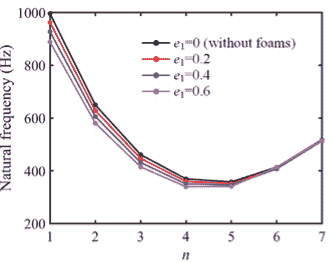 1000
800
600
400
200
Natural frequency (Hz)
e₁=0 (without foams)
e₁=0.2
e₁=0.4
e₁=0.6
1 2 3 4 5 6 7
n